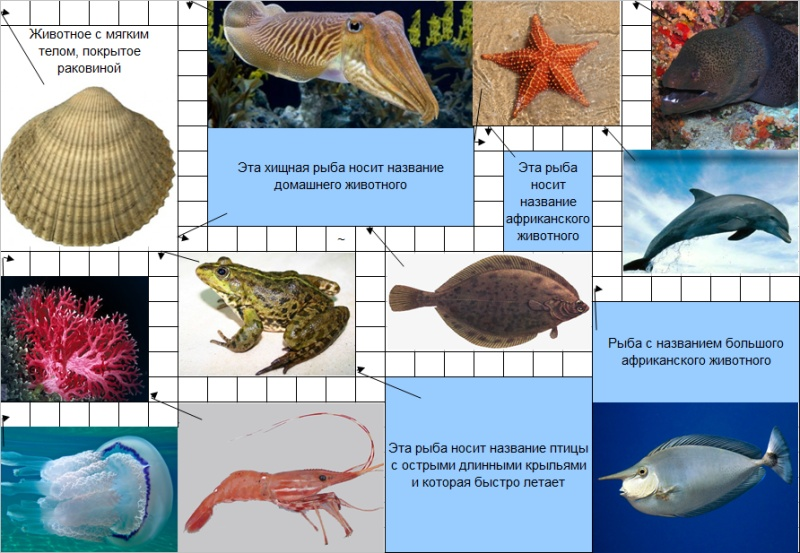 Животное с мягким
телом, покрытое
раковиной
Эта хищная рыба носит название
домашнего животного
Эта рыба
носит
название
африканского
животного
~
Рыба с названием большого
африканского животного
Эта рыба носит название птицы
с острыми длинными крыльями
и которая быстро летает